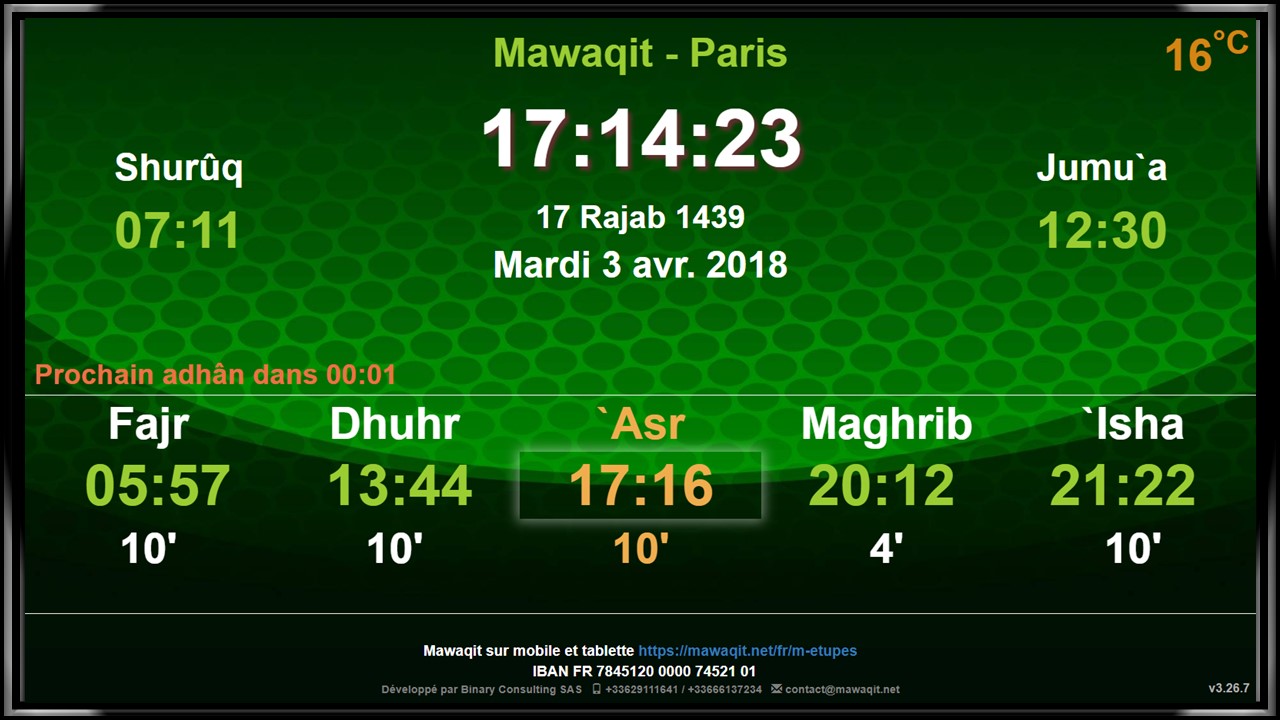 Mawaqit - Paris
16°C
17:14:23
Shurûq
07:11
Jumu`a
12:30
17 Rajab 1439
Mardi 3 avr. 2018
Prochain adhân dans 00:01
Fajr Dhuhr `Asr Maghrib `Isha
05:57 13:44 17:16 20:12 21:22
10' 10' 10' 4' 10'
Mawaqit sur mobile et tablette https://mawaqit.net/fr/m-etupes
IBAN FR 7845120 0000 74521 01
Développé par Binary Consulting SAS +33629111641 / +33666137234 contact@mawaqit.net
v3.26.7